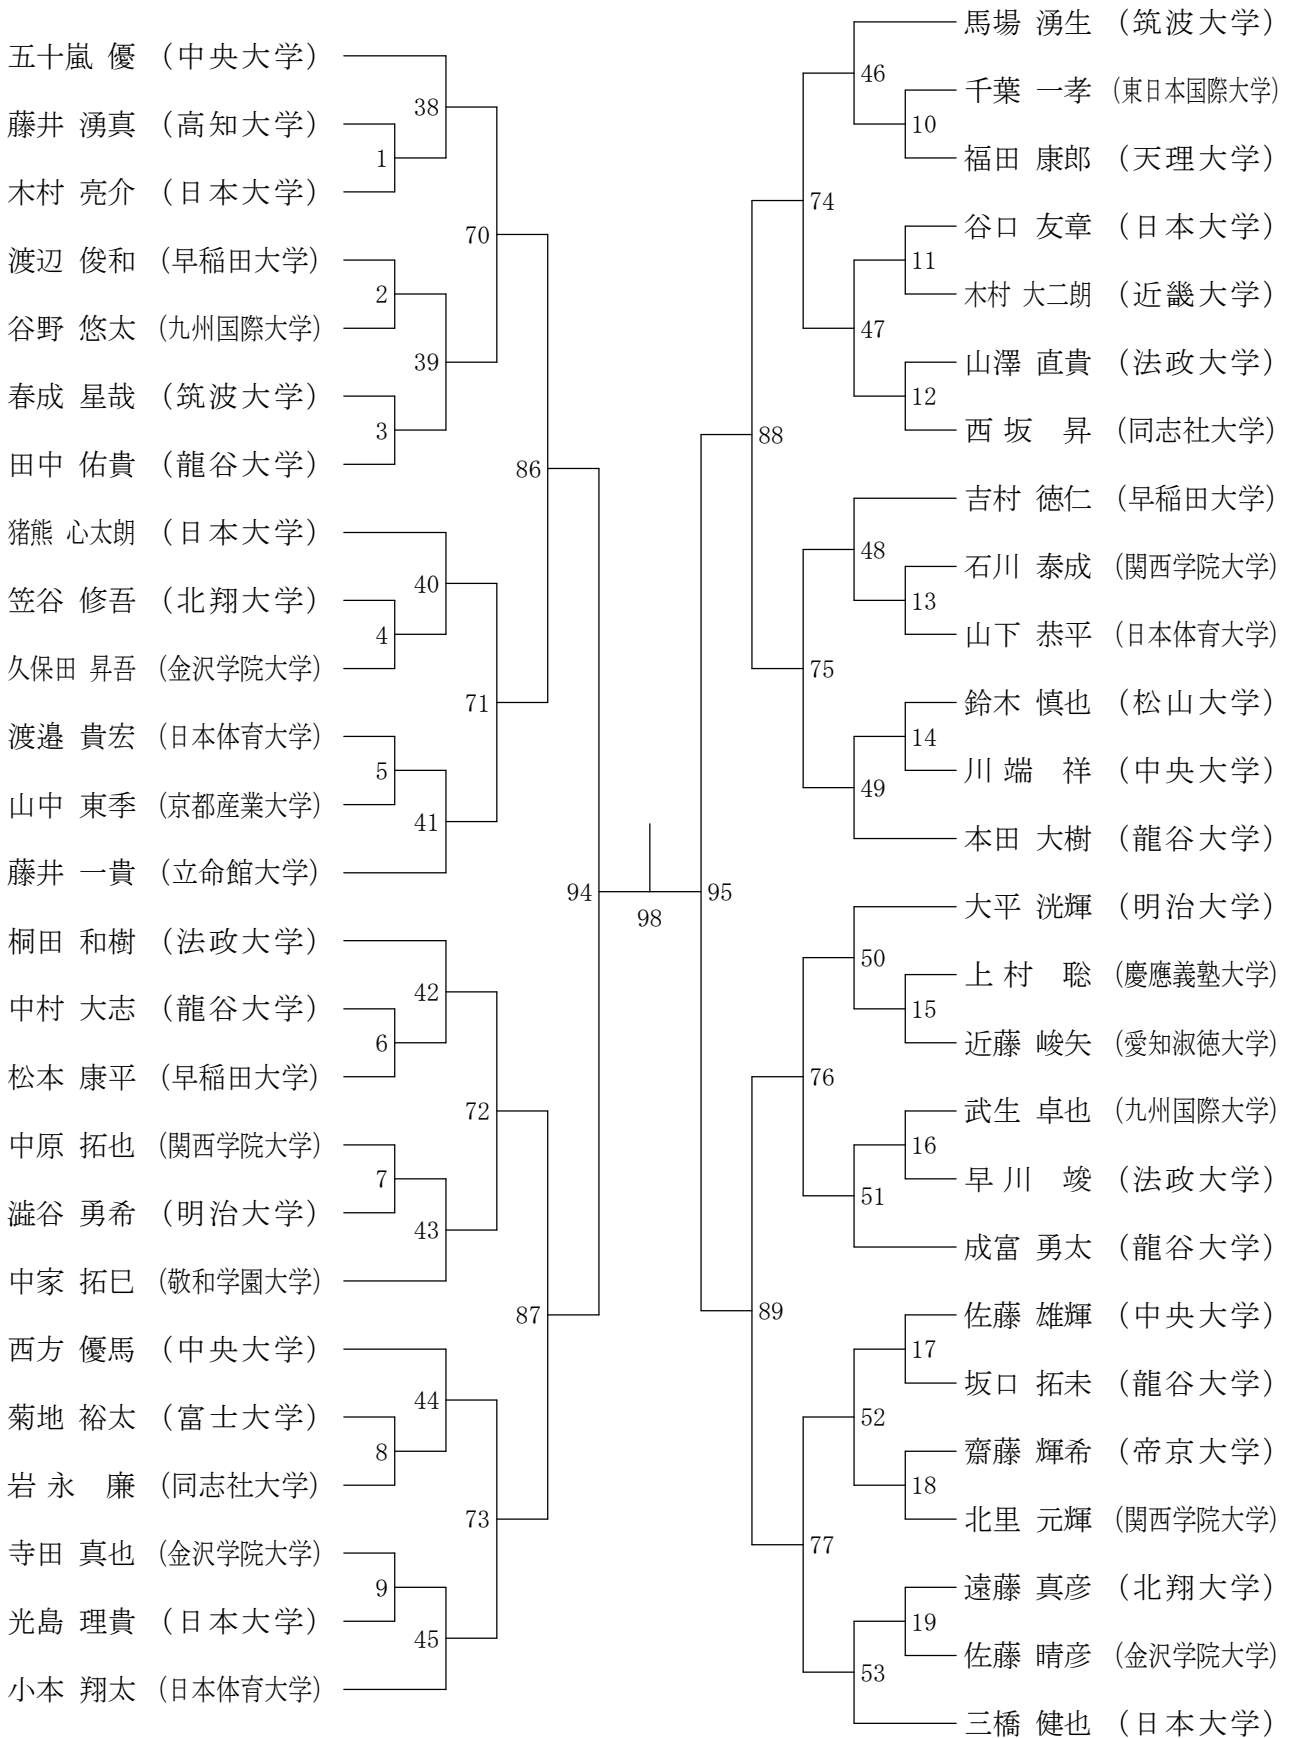 五十嵐 優 (中央大学)
38
藤井 湧真 (高知大学)
1
木村 亮介 (日本大学)
70
渡辺 俊和 (早稲田大学)
2
谷野 悠太 (九州国際大学)
39
春成 星哉 (筑波大学)
3
田中 佑貴 (龍谷大学)
86
猪熊 心太朗 (日本大学)
40
笠谷 修吾 (北翔大学)
4
久保田 昇吾 (金沢学院大学)
71
渡邉 貴宏 (日本体育大学)
5
山中 東季 (京都産業大学)
41
藤井 一貴 (立命館大学)
94
桐田 和樹 (法政大学)
42
中村 大志 (龍谷大学)
6
松本 康平 (早稲田大学)
72
中原 拓也 (関西学院大学)
7
澁谷 勇希 (明治大学)
43
中家 拓巳 (敬和学園大学)
87
西方 優馬 (中央大学)
44
菊地 裕太 (富士大学)
8
岩永 廉 (同志社大学)
73
寺田 真也 (金沢学院大学)
9
光島 理貴 (日本大学)
45
小本 翔太 (日本体育大学)
98
馬場 湧生 (筑波大学)
46
千葉 一孝 (東日本国際大学)
10
福田 康郎 (天理大学)
74
谷口 友章 (日本大学)
11
木村 大二朗 (近畿大学)
47
山澤 直貴 (法政大学)
12
西坂 昇 (同志社大学)
88
吉村 徳仁 (早稲田大学)
48
石川 泰成 (関西学院大学)
13
山下 恭平 (日本体育大学)
75
鈴木 慎也 (松山大学)
14
川端 祥 (中央大学)
49
本田 大樹 (龍谷大学)
95
大平 洸輝 (明治大学)
50
上村 聡 (慶應義塾大学)
15
近藤 峻矢 (愛知淑徳大学)
76
武生 卓也 (九州国際大学)
16
早川 竣 (法政大学)
51
成富 勇太 (龍谷大学)
89
佐藤 雄輝 (中央大学)
17
坂口 拓未 (龍谷大学)
52
齋藤 輝希 (帝京大学)
18
北里 元輝 (関西学院大学)
77
遠藤 真彦 (北翔大学)
19
佐藤 晴彦 (金沢学院大学)
53
三橋 健也 (日本大学)